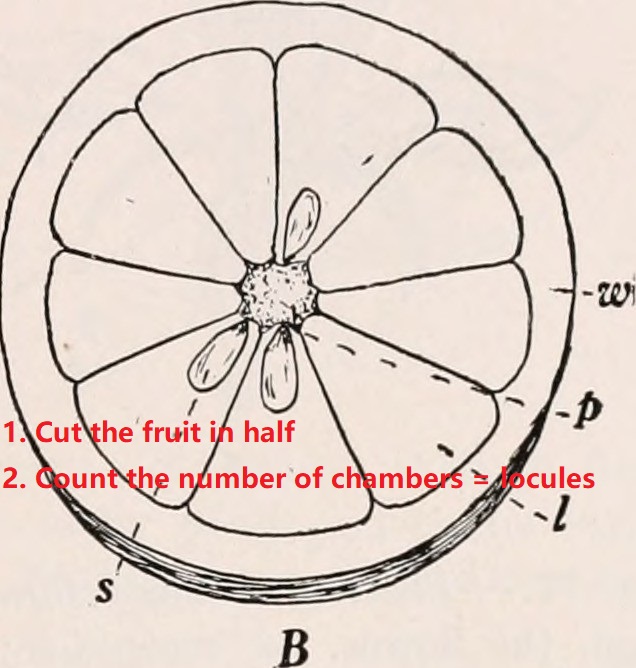 w
p
1. Cut the fruit in half
2. Count the number of chambers = locules
l
s
B